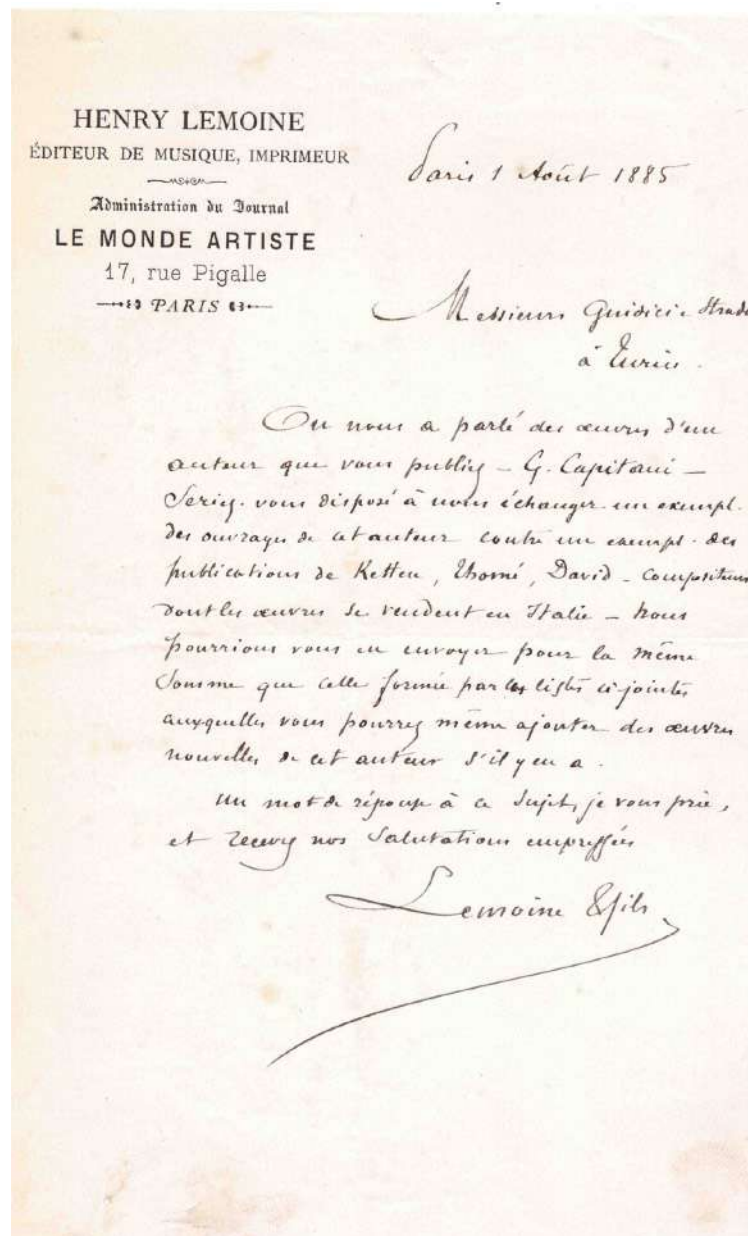 HENRY LEMOINE
ÉDITEUR DE MUSIQUE, IMPRIMEUR
Administration du Journal
LE MONDE ARTISTE
17, rue Pigalle
PARIS
Paris 1 Août 1885
Messieurs Guidici e Strada
à Turin.
On nous a parlé des œuvres d'un
auteur que vous publiez – G. Capitani –
Seriez-vous disposé à nous échanger un exempl.
des ouvrages de cet auteur contre un exempl. des
publications de Ketten, Thomé, David – compositeurs
dont les œuvres se vendent en Italie – Nous
pourrions vous en envoyer pour la même
somme que celle formée par les listes ci-jointes
auxquelles vous pourrez même ajouter des œuvres
nouvelles de cet auteur s'il y en a.
Un mot de réponse à ce sujet, je vous prie,
et recevez nos salutations empressées
Lemoine & fils